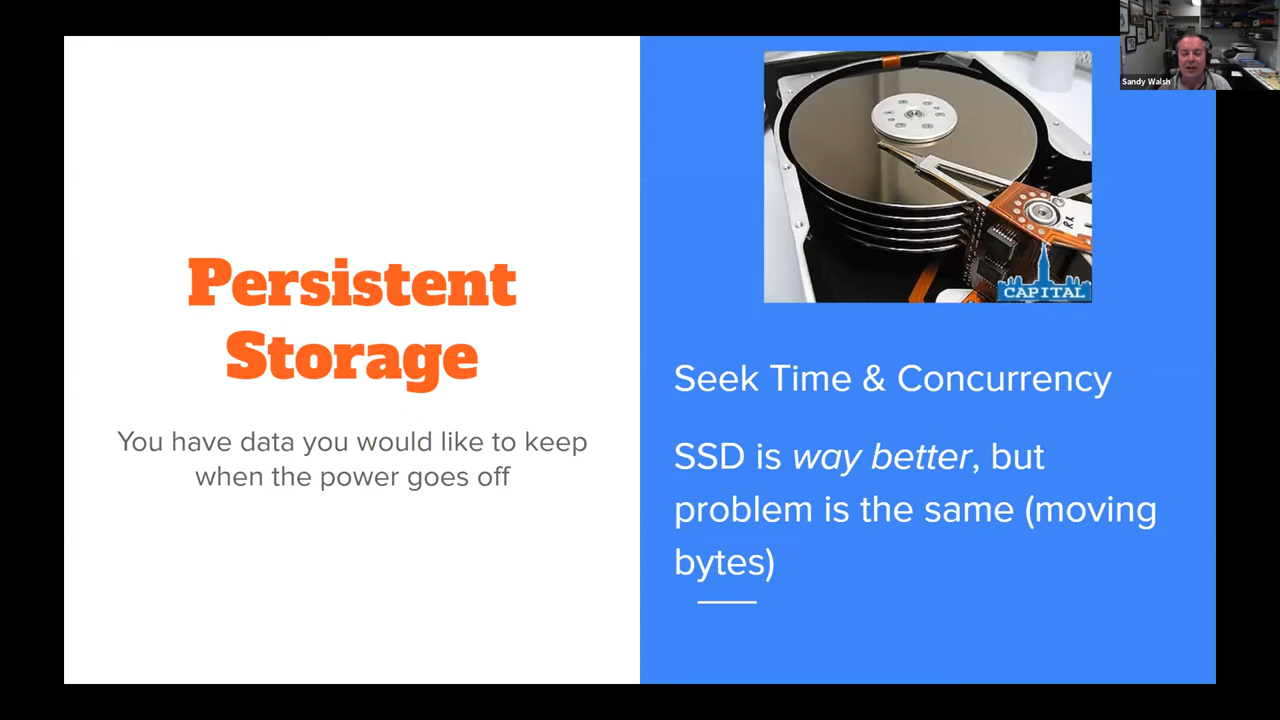 Sandy Walsh
CAPITAL
Persistent
Storage
You have data you would like to keep
when the power goes off
Seek Time & Concurrency
SSD is way better, but
problem is the same (moving
bytes)